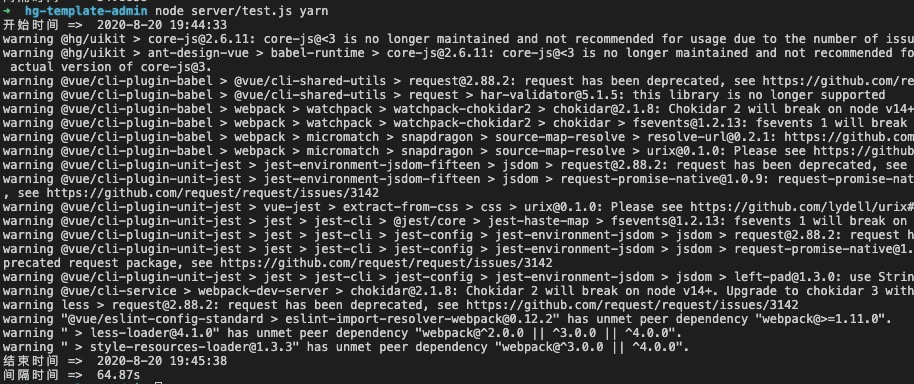 ➜  hg-template-admin node server/test.js yarn
开始时间 =>  2020-8-20 19:44:33
warning @hg/uikit > core-js@2.6.11: core-js@<3 is no longer maintained and not recommended for usage due to the number of issu
warning @hg/uikit > ant-design-vue > babel-runtime > core-js@2.6.11: core-js@<3 is no longer maintained and not recommended fo
 actual version of core-js@3.
warning @vue/cli-plugin-babel > @vue/cli-shared-utils > request@2.88.2: request has been deprecated, see https://github.com/re
warning @vue/cli-plugin-babel > @vue/cli-shared-utils > request > har-validator@5.1.5: this library is no longer supported
warning @vue/cli-plugin-babel > webpack > watchpack > watchpack-chokidar2 > chokidar@2.1.8: Chokidar 2 will break on node v14+
warning @vue/cli-plugin-babel > webpack > watchpack > watchpack-chokidar2 > chokidar > fsevents@1.2.13: fsevents 1 will break
warning @vue/cli-plugin-babel > webpack > micromatch > snapdragon > source-map-resolve > resolve-url@0.2.1: https://github.com
warning @vue/cli-plugin-babel > webpack > micromatch > snapdragon > source-map-resolve > urix@0.1.0: Please see https://github
warning @vue/cli-plugin-unit-jest > jest-environment-jsdom-fifteen > jsdom > request@2.88.2: request has been deprecated, see
warning @vue/cli-plugin-unit-jest > jest-environment-jsdom-fifteen > jsdom > request-promise-native@1.0.9: request-promise-nat
, see https://github.com/request/request/issues/3142
warning @vue/cli-plugin-unit-jest > vue-jest > extract-from-css > css > urix@0.1.0: Please see https://github.com/lydell/urix#
warning @vue/cli-plugin-unit-jest > jest > jest-cli > @jest/core > jest-haste-map > fsevents@1.2.13: fsevents 1 will break on
warning @vue/cli-plugin-unit-jest > jest > jest-cli > jest-config > jest-environment-jsdom > jsdom > request@2.88.2: request h
warning @vue/cli-plugin-unit-jest > jest > jest-cli > jest-config > jest-environment-jsdom > jsdom > request-promise-native@1.
precated request package, see https://github.com/request/request/issues/3142
warning @vue/cli-plugin-unit-jest > jest > jest-cli > jest-config > jest-environment-jsdom > jsdom > left-pad@1.3.0: use Strin
warning @vue/cli-service > webpack-dev-server > chokidar@2.1.8: Chokidar 2 will break on node v14+. Upgrade to chokidar 3 with
warning less > request@2.88.2: request has been deprecated, see https://github.com/request/request/issues/3142
warning "@vue/eslint-config-standard > eslint-import-resolver-webpack@0.12.2" has unmet peer dependency "webpack@>=1.11.0".
warning " > less-loader@4.1.0" has unmet peer dependency "webpack@^2.0.0 || ^3.0.0 || ^4.0.0".
warning " > style-resources-loader@1.3.3" has unmet peer dependency "webpack@^3.0.0 || ^4.0.0".
结束时间 =>  2020-8-20 19:45:38
间隔时间 =>  64.87s